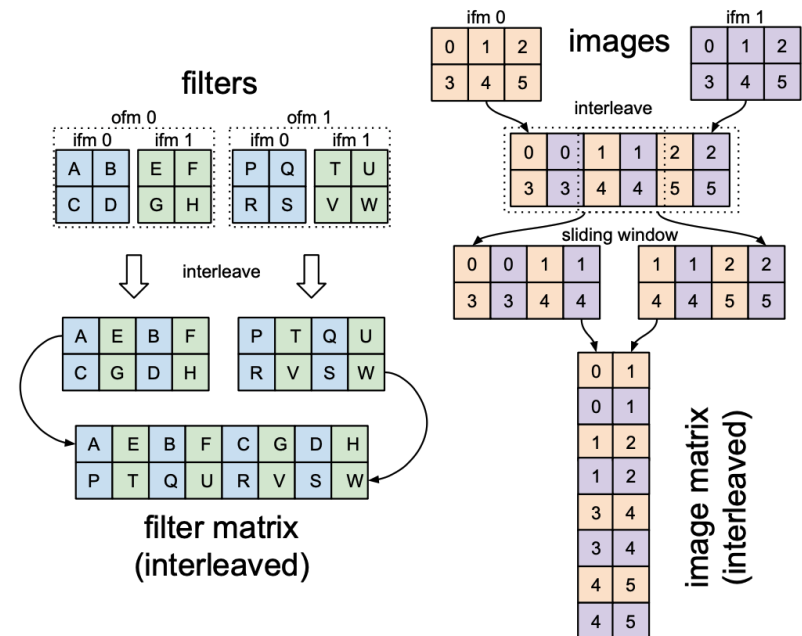 filters
ofm 0
ofm 1
ifm 0
ifm 1
ifm 0
ifm 1
A B
E F
P Q
T U
C D
G H
R S
V W
interleave
A E B F
P T Q U
C G D H
R V S W
A E B F C G D H
P T Q U R V S W
filter matrix
(interleaved)
ifm 0
images
ifm 1
0 1 2
0 1 2
3 4 5
3 4 5
interleave
0 0 1 1 2 2
3 3 4 4 5 5
sliding window
0 0 1 1
1 1 2 2
3 3 4 4
4 4 5 5
0 1
0 1
1 2
1 2
3 4
3 4
4 5
4 5
image matrix
(interleaved)